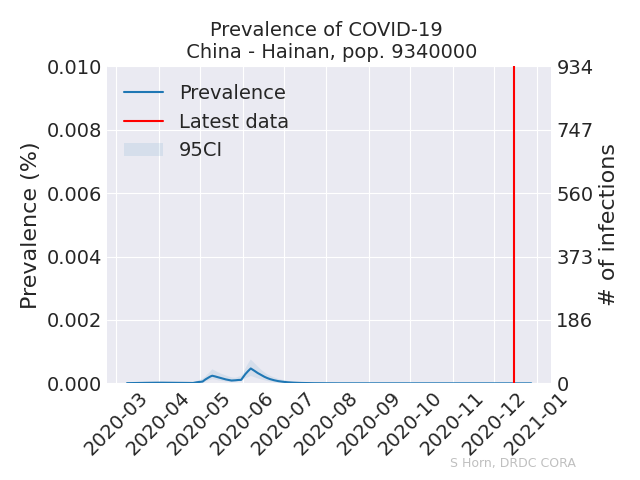 Prevalence of COVID-19
China - Hainan, pop. 9340000
Prevalence (%)
0.010
0.008
0.006
0.004
0.002
0.000
Prevalence
Latest data
95CI
934
747
560
373
186
0
# of infections
2020-03
2020-04
2020-05
2020-06
2020-07
2020-08
2020-09
2020-10
2020-11
2020-12
2021-01
S Horn, DRDC CORA